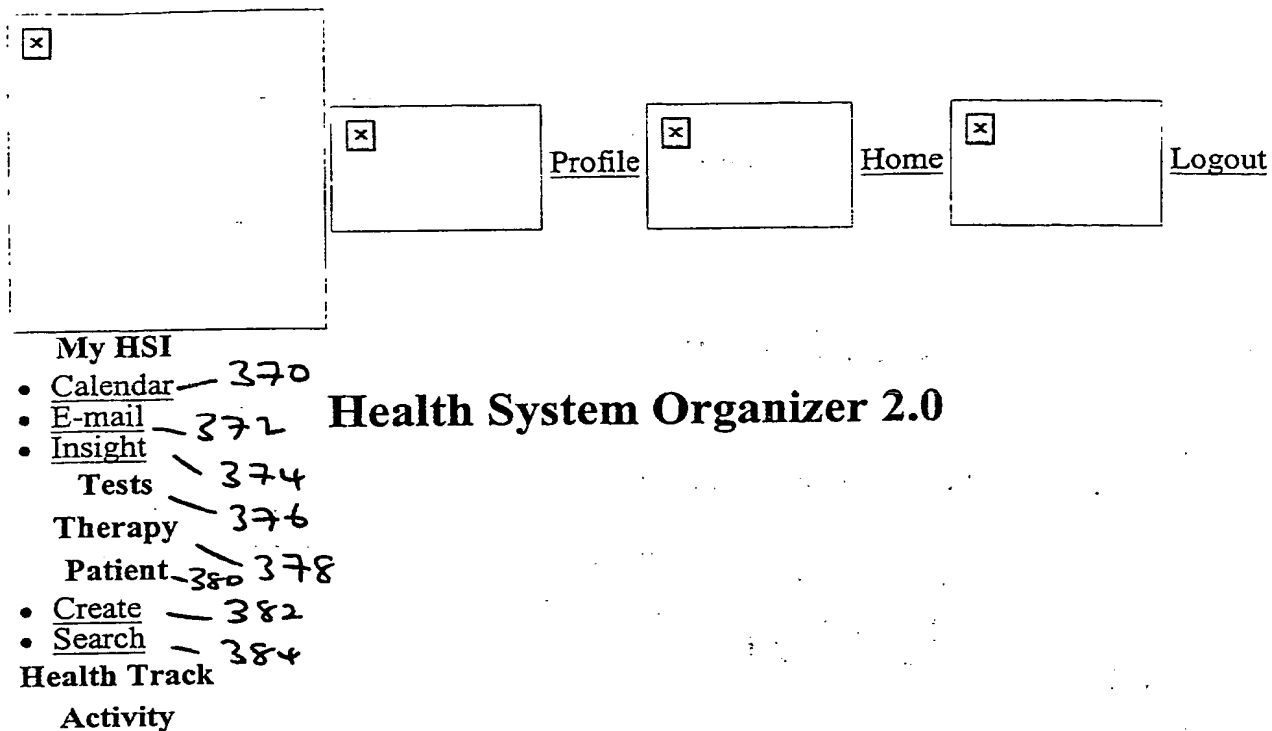 Profile Home Logout
My HSI
• Calendar 370
• E-mail 372
• Insight 374
Tests 376
Therapy 378
Patient 380
• Create 382
• Search 384
Health Track
Activity
Health System Organizer 2.0